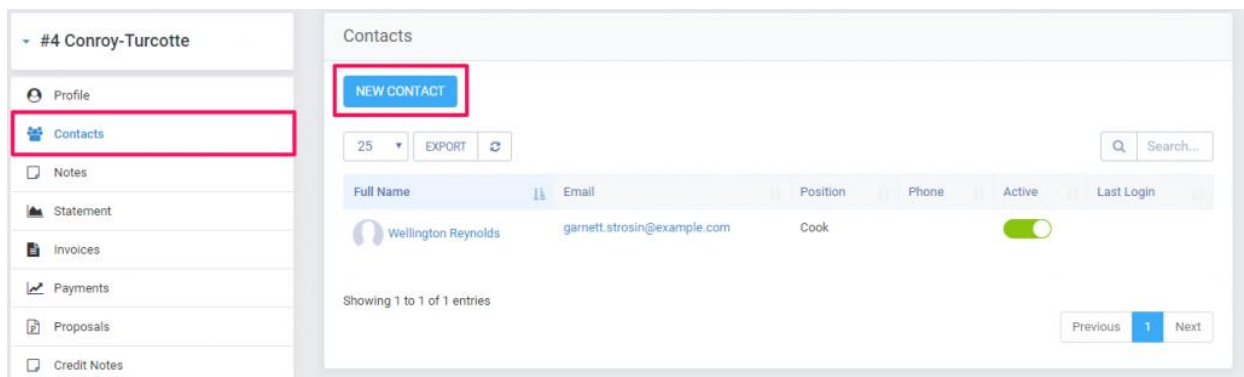 #4 Conroy-Turcotte
Profile
Contacts
Notes
Statement
Invoices
Payments
Proposals
Credit Notes
Contacts
NEW CONTACT
25 EXPORT Search...
Full Name Email Position Phone Active Last Login
Wellington Reynolds garnett.strosin@example.com Cook
Showing 1 to 1 of 1 entries
Previous 1 Next